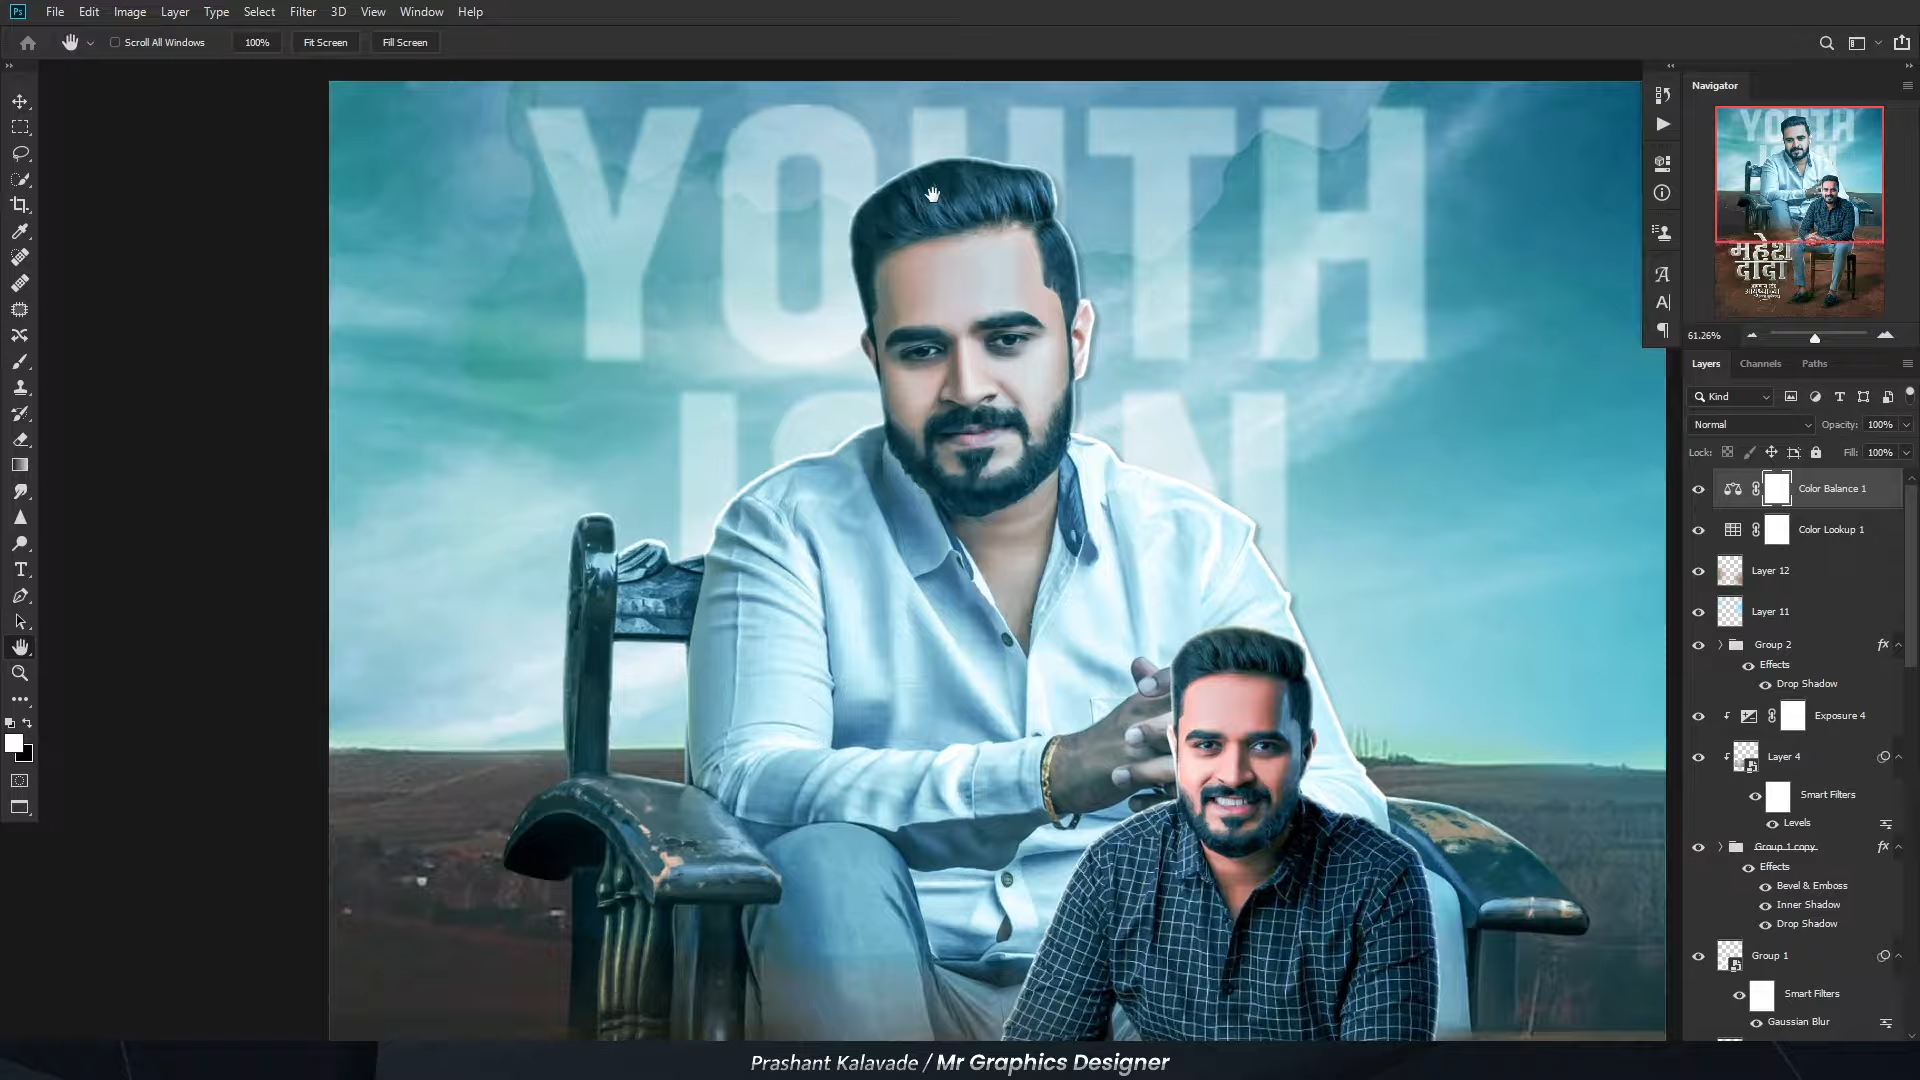 Ps File Edit Image Layer Type Select Filter 3D View Window Help
Scroll All Windows 100% Fit Screen Fill Screen
Navigator
YOUTH
महेश
दादा
61.26%
Layers Channels Paths
Kind
Normal Opacity: 100%
Lock: Fill: 100%
Color Balance 1
Color Lookup 1
Layer 12
Layer 11
Group 2 fx
Effects
Drop Shadow
Exposure 4
Layer 4
Smart Filters
Levels
Group 1 copy fx
Effects
Bevel & Emboss
Inner Shadow
Drop Shadow
Group 1
Smart Filters
Gaussian Blur
Prashant Kalavade / Mr Graphics Designer